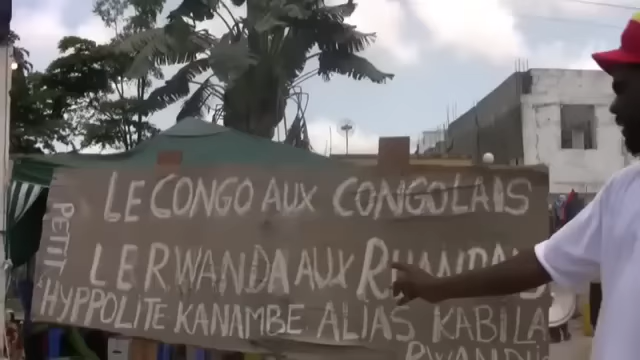 LE CONGO AUX CONGOLAIS
LE RWANDA AUX
PETIT
HYPPOLITE KANAMBE ALIAS KABILA